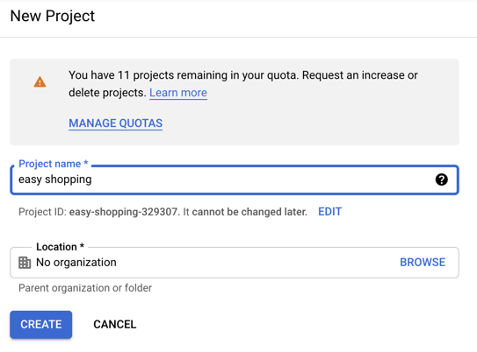 New Project
You have 11 projects remaining in your quota. Request an increase or
delete projects. Learn more
MANAGE QUOTAS
Project name *
easy shopping
Project ID: easy-shopping-329307. It cannot be changed later. EDIT
Location *
No organization BROWSE
Parent organization or folder
CREATE CANCEL